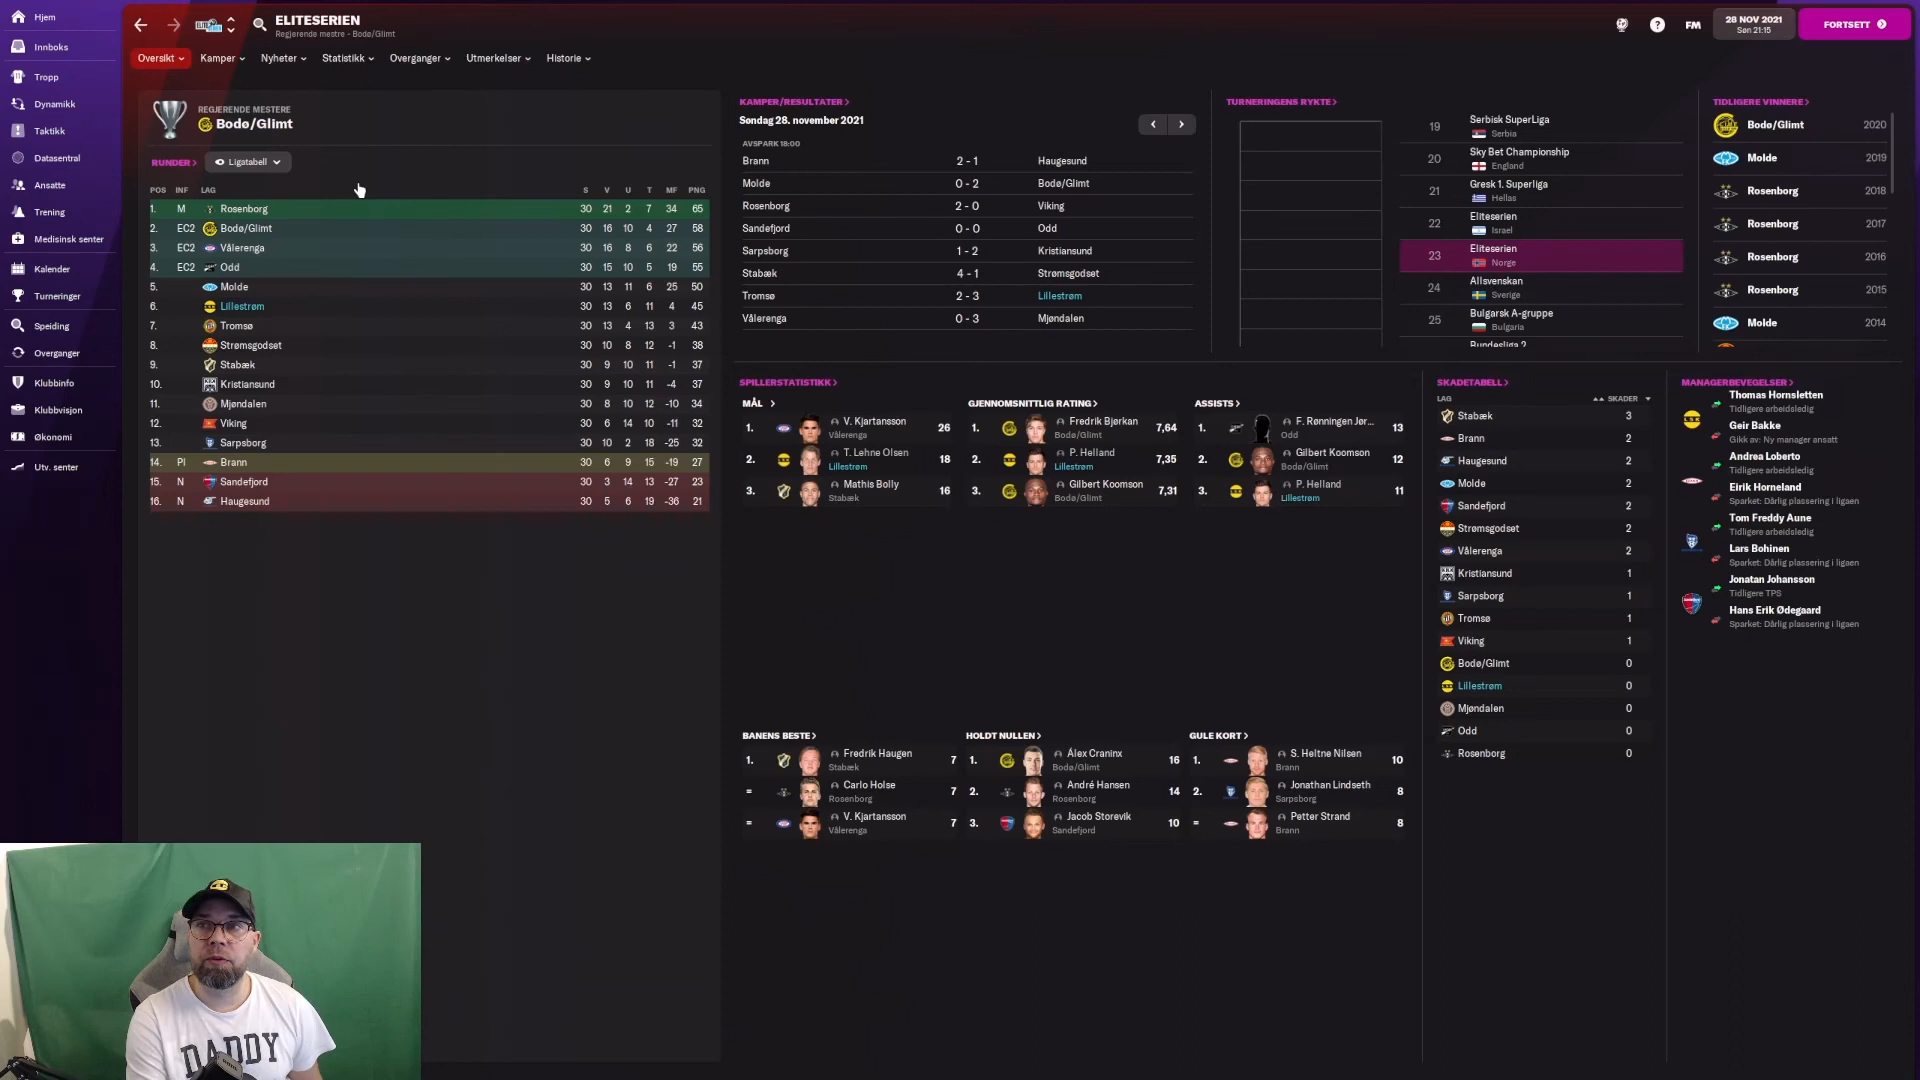 Hjem
Innboks
Tropp
Dynamikk
Taktikk
Datasentral
Ansatte
Trening
Medisinsk senter
Kalender
Turneringer
Speiding
Overganger
Klubbinfo
Klubbvisjon
Økonomi
Utv. senter
ELITESERIEN
Regjerende mestre - Bodø/Glimt
FM
28 NOV 2021
Søn 21:15
FORTSETT
Oversikt
Kamper
Nyheter
Statistikk
Overganger
Utmerkelser
Historie
REGJERENDE MESTERE
Bodø/Glimt
RUNDER >
Ligatabell
POS INF LAG S V U T MF PNG
1. M Rosenborg 30 21 2 7 34 65
2. EC2 Bodø/Glimt 30 16 10 4 27 58
3. EC2 Vålerenga 30 16 8 6 22 56
4. EC2 Odd 30 15 10 5 19 55
5. Molde 30 13 11 6 25 50
6. Lillestrøm 30 13 6 11 4 45
7. Tromsø 30 13 4 13 3 43
8. Strømsgodset 30 10 8 12 -1 38
9. Stabæk 30 9 10 11 -1 37
10. Kristiansund 30 9 10 11 -4 37
11. Mjøndalen 30 8 10 12 -10 34
12. Viking 30 6 14 10 -11 32
13. Sarpsborg 30 10 2 18 -25 32
14. Pl Brann 30 6 9 15 -19 27
15. N Sandefjord 30 3 14 13 -27 23
16. N Haugesund 30 5 6 19 -36 21
KAMPER/RESULTATER >
Søndag 28. november 2021
AVSPARK 18:00
Brann 2 - 1 Haugesund
Molde 0 - 2 Bodø/Glimt
Rosenborg 2 - 0 Viking
Sandefjord 0 - 0 Odd
Sarpsborg 1 - 2 Kristiansund
Stabæk 4 - 1 Strømsgodset
Tromsø 2 - 3 Lillestrøm
Vålerenga 0 - 3 Mjøndalen
TURNERINGENS RYKTE >
19 Serbisk SuperLiga
Serbia
20 Sky Bet Championship
England
21 Gresk 1. Superliga
Hellas
22 Eliteserien
Israel
23 Eliteserien
Norge
24 Allsvenskan
Sverige
25 Bulgarsk A-gruppe
Bulgaria
Bundesliga 2
TIDLIGERE VINNERE >
Bodø/Glimt 2020
Molde 2019
Rosenborg 2018
Rosenborg 2017
Rosenborg 2016
Rosenborg 2015
Molde 2014
SPILLERSTATISTIKK >
MÅL >
1. V. Kjartansson 26
Vålerenga
2. T. Lehne Olsen 18
Lillestrøm
3. Mathis Bolly 16
Stabæk
GJENNOMSNITTLIG RATING >
1. Fredrik Bjørkan 7,64
Bodø/Glimt
2. P. Helland 7,35
Lillestrøm
3. Gilbert Koomson 7,31
Bodø/Glimt
ASSISTS >
1. F. Rønningen Jør... 13
Odd
2. Gilbert Koomson 12
Bodø/Glimt
3. P. Helland 11
Lillestrøm
BANENS BESTE >
1. Fredrik Haugen 7
Stabæk
= Carlo Holse 7
Rosenborg
= V. Kjartansson 7
Vålerenga
HOLDT NULLEN >
1. Álex Craninx 16
Bodø/Glimt
2. André Hansen 14
Rosenborg
3. Jacob Storevik 10
Sandefjord
GULE KORT >
1. S. Heltne Nilsen 10
Brann
2. Jonathan Lindseth 8
Sarpsborg
= Petter Strand 8
Brann
SKADETABELL >
LAG SKADER
Stabæk 3
Brann 2
Haugesund 2
Molde 2
Sandefjord 2
Strømsgodset 2
Vålerenga 2
Kristiansund 1
Sarpsborg 1
Tromsø 1
Viking 1
Bodø/Glimt 0
Lillestrøm 0
Mjøndalen 0
Odd 0
Rosenborg 0
MANAGERBEVEGELSER >
Thomas Hornsletten
Tidligere arbeidsledig
Geir Bakke
Gikk av: Ny manager ansatt
Andrea Loberto
Tidligere arbeidsledig
Eirik Horneland
Sparket: Dårlig plassering i ligaen
Tom Freddy Aune
Tidligere arbeidsledig
Lars Bohinen
Sparket: Dårlig plassering i ligaen
Jonatan Johansson
Tidligere TPS
Hans Erik Ødegaard
Sparket: Dårlig plassering i ligaen
DADDY